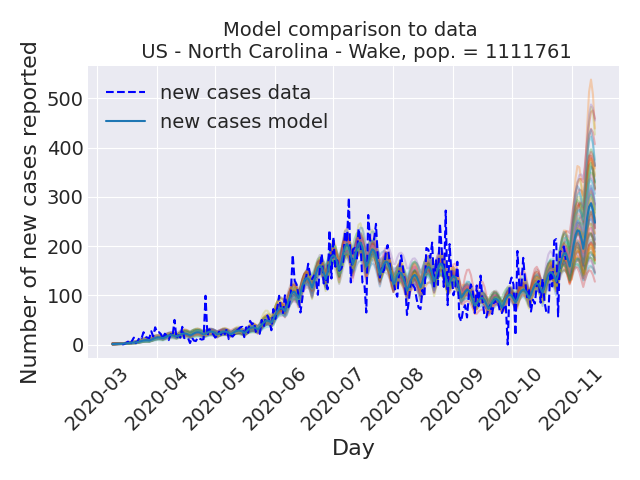 Model comparison to data
US - North Carolina - Wake, pop. = 1111761
Number of new cases reported
500
400
300
200
100
0
new cases data
new cases model
2020-03
2020-04
2020-05
2020-06
2020-07
2020-08
2020-09
2020-10
2020-11
Day